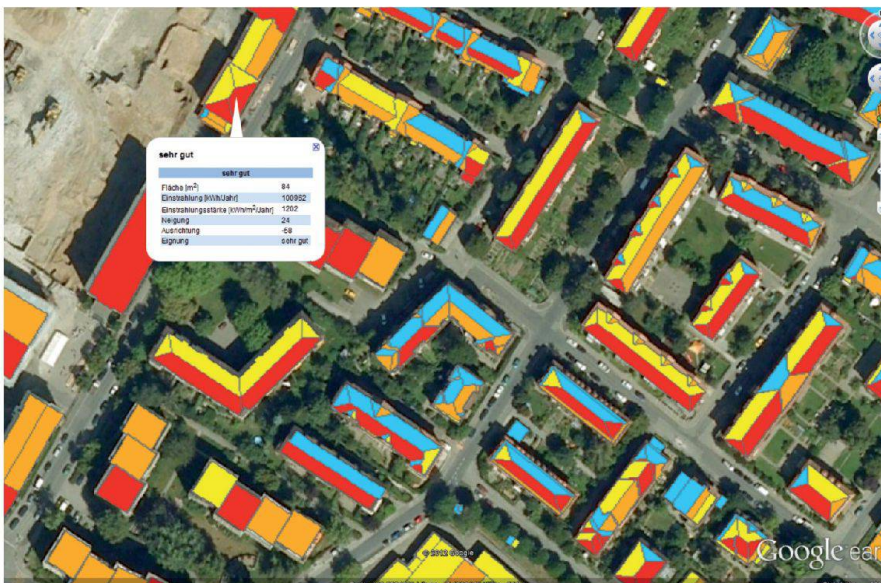 sehr gut
sehr gut
Fläche [m²] 84
Einstrahlung [kWh/Jahr] 100952
Einstrahlungsstärke [kWh/m²/Jahr] 1202
Neigung 24
Ausrichtung -58
Eignung sehr gut
© 2012 Google
Google ear